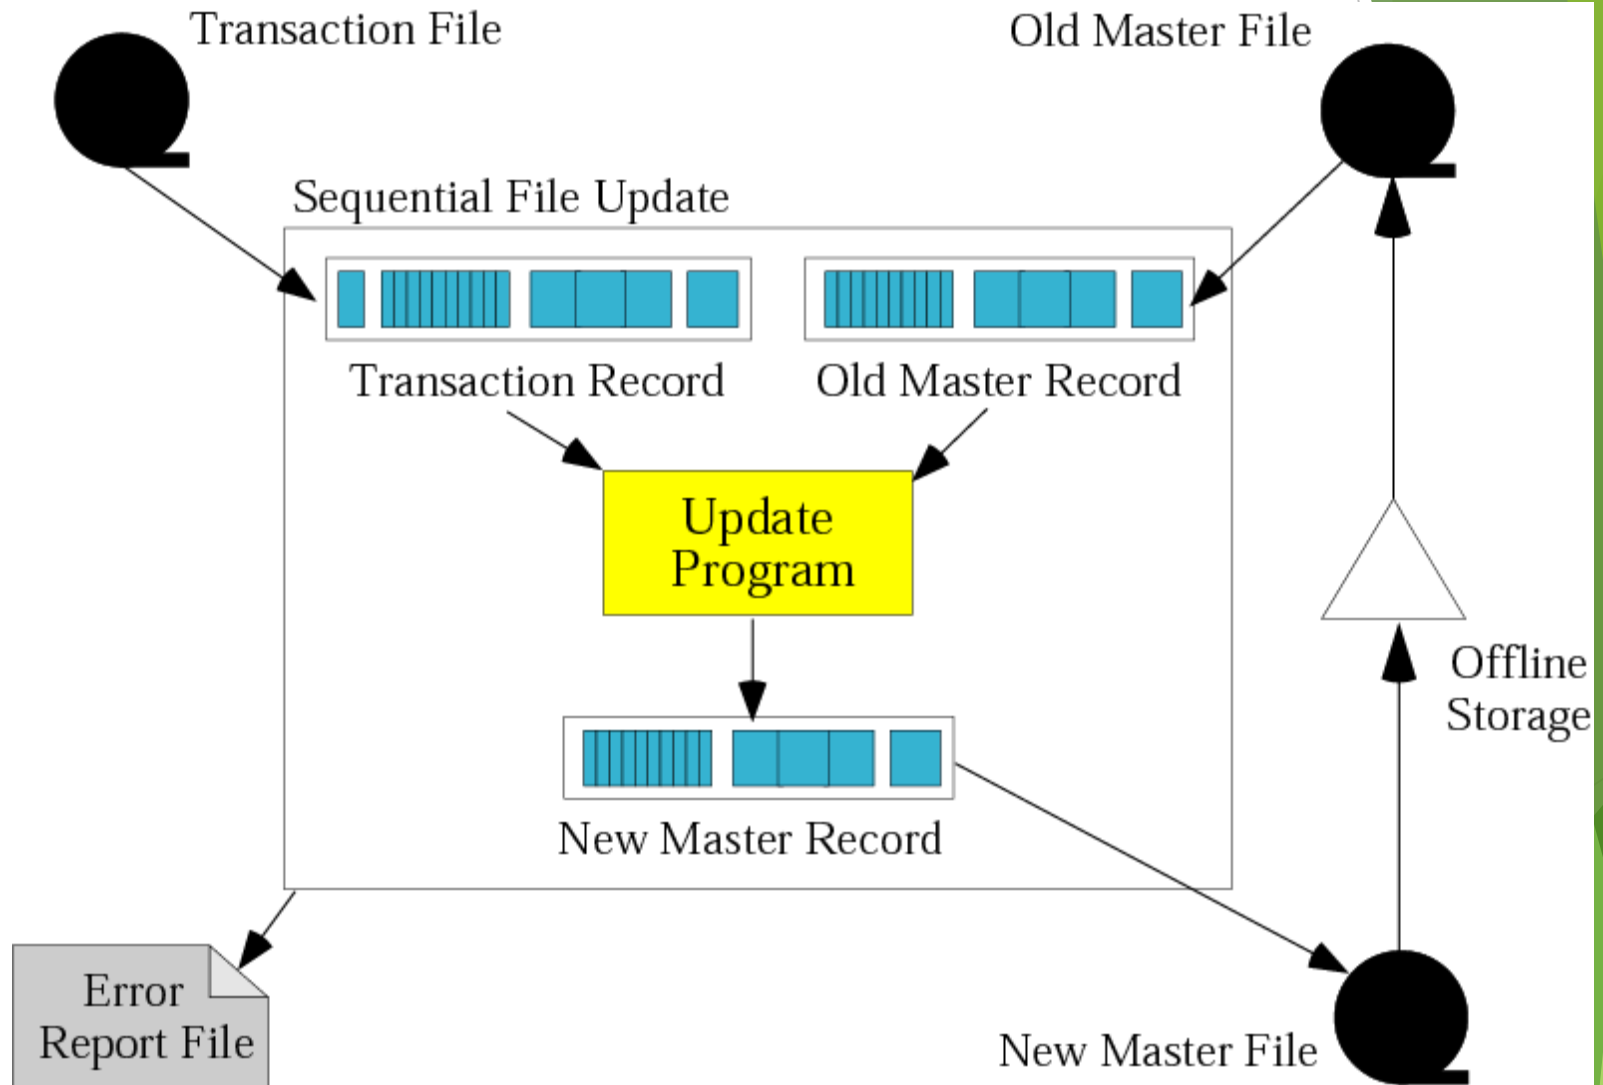 Transaction File
Old Master File
Sequential File Update
Transaction Record
Old Master Record
Update
Program
Offline
Storage
New Master Record
Error
Report File
New Master File